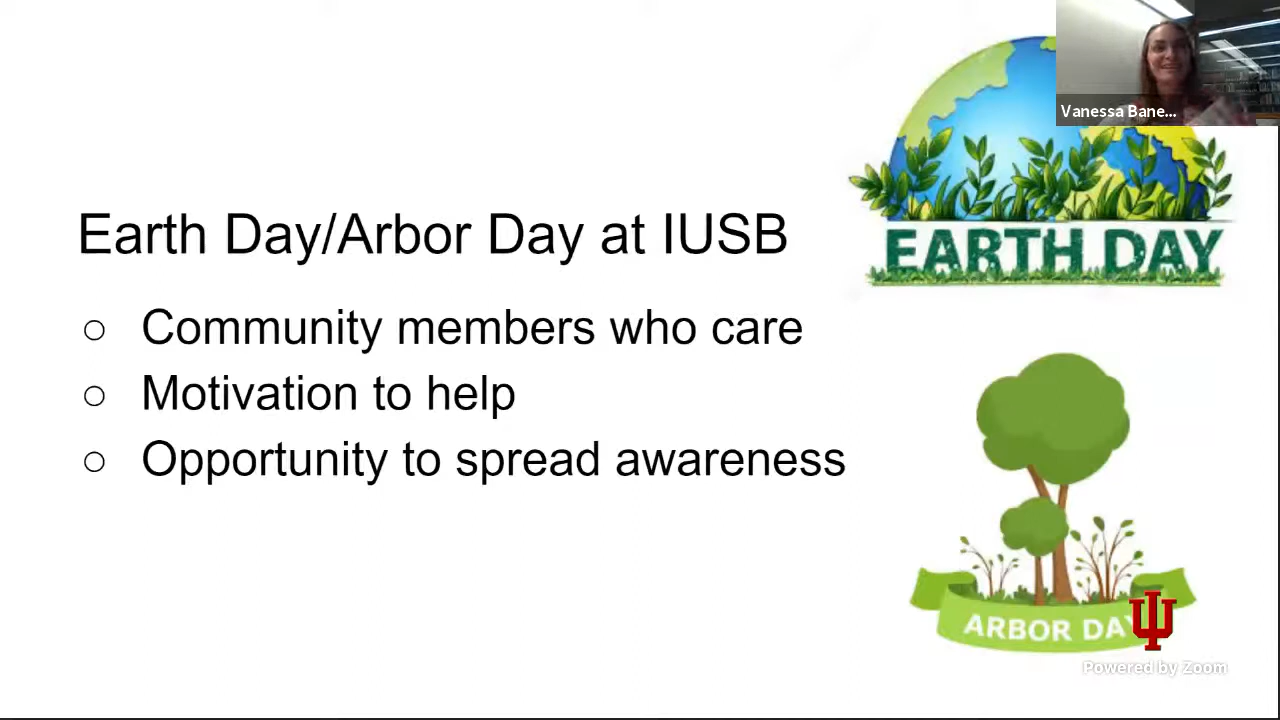 Vanessa Bane...
EARTH DAY
Earth Day/Arbor Day at IUSB
○ Community members who care
○ Motivation to help
○ Opportunity to spread awareness
ARBOR DAY
Powered by Zoom